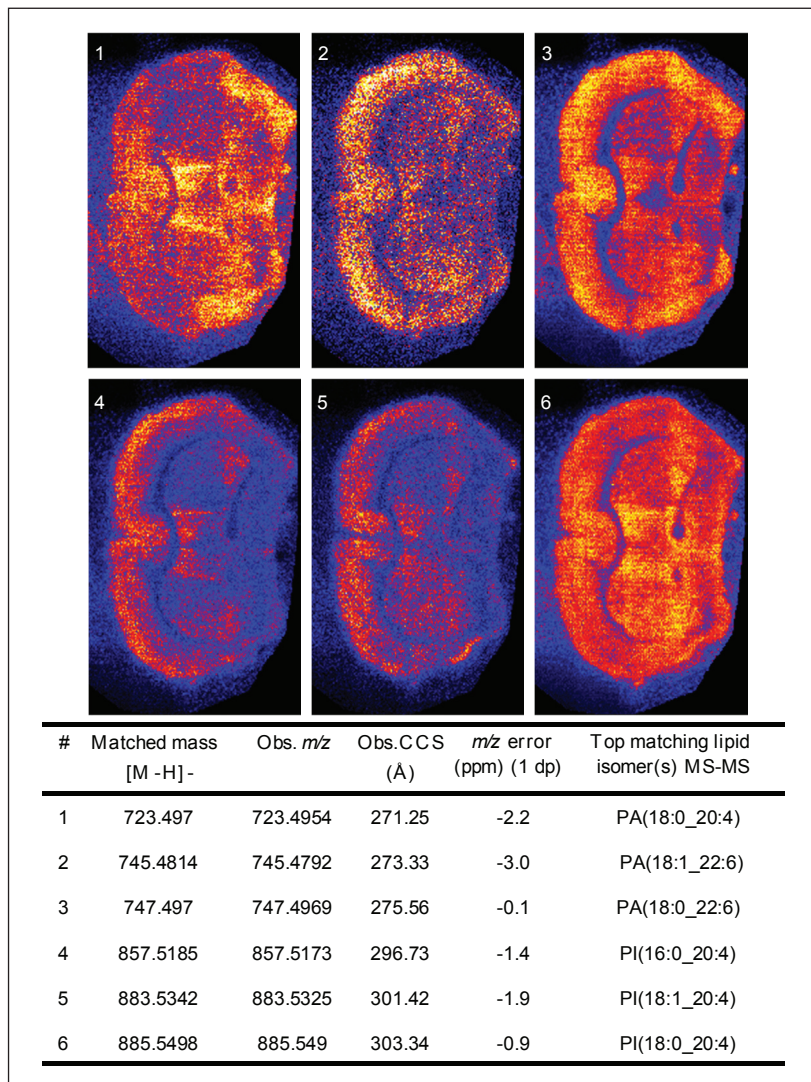 1
2
3
4
5
6
# Matched mass Obs. m/z Obs.CCS m/z error Top matching lipid
[M -H] - (Å) (ppm) (1 dp) isomer(s) MS-MS
1 723.497 723.4954 271.25 -2.2 PA(18:0_20:4)
2 745.4814 745.4792 273.33 -3.0 PA(18:1_22:6)
3 747.497 747.4969 275.56 -0.1 PA(18:0_22:6)
4 857.5185 857.5173 296.73 -1.4 PI(16:0_20:4)
5 883.5342 883.5325 301.42 -1.9 PI(18:1_20:4)
6 885.5498 885.549 303.34 -0.9 PI(18:0_20:4)